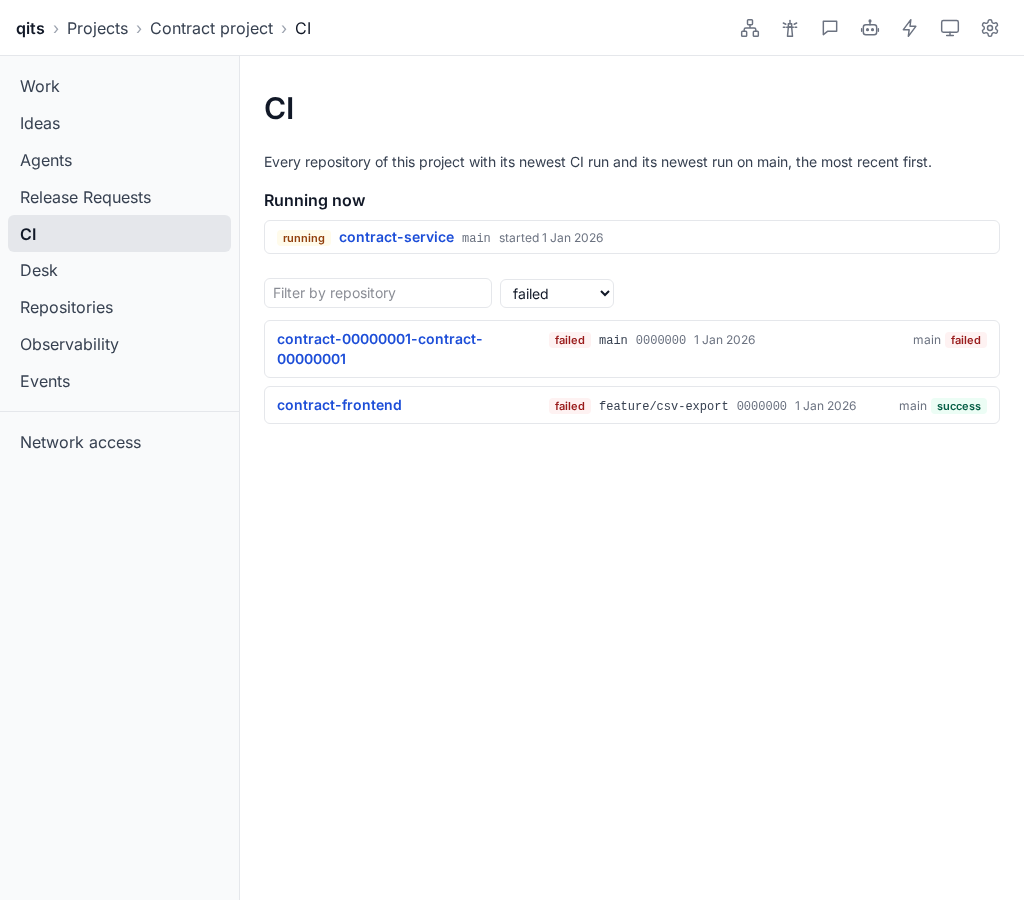 qits › Projects › Contract project › CI
Work
Ideas
Agents
Release Requests
CI
Desk
Repositories
Observability
Events
Network access
CI
Every repository of this project with its newest CI run and its newest run on main, the most recent first.
Running now
running contract-service main started 1 Jan 2026
Filter by repository failed
contract-00000001-contract-00000001 failed main 0000000 1 Jan 2026 main failed
contract-frontend failed feature/csv-export 0000000 1 Jan 2026 main success